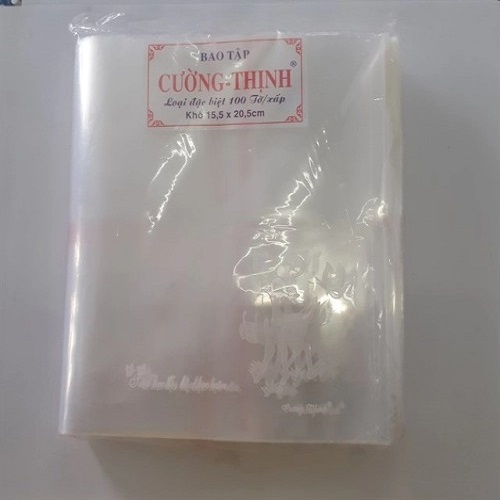 BAO TẬP
CƯỜNG-THỊNH®
Loại đặc biệt 100 Tờ/xấp
Khổ 15,5 x 20,5cm